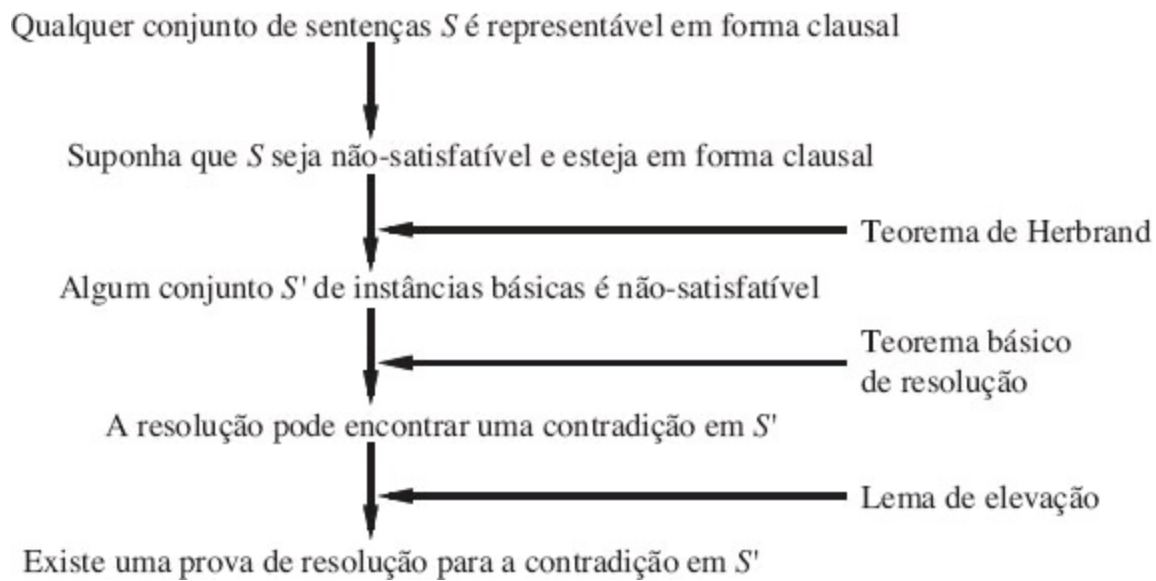 Qualquer conjunto de sentenças S é representável em forma clausal
Suponha que S seja não-satisfatível e esteja em forma clausal
Teorema de Herbrand
Algum conjunto S' de instâncias básicas é não-satisfatível
Teorema básico
de resolução
A resolução pode encontrar uma contradição em S'
Lema de elevação
Existe uma prova de resolução para a contradição em S'